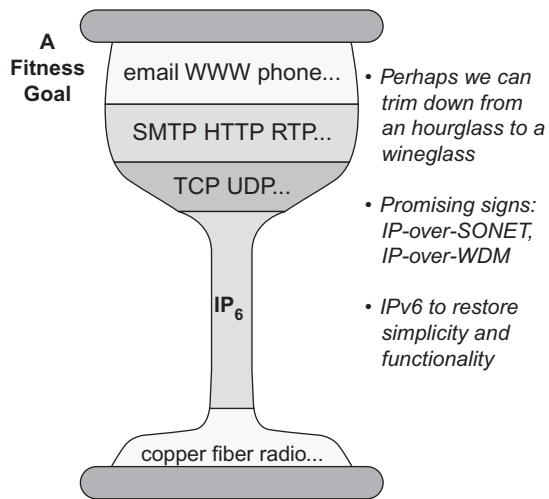 A
Fitness
Goal
email WWW phone...
SMTP HTTP RTP...
TCP UDP...
IP₆
copper fiber radio...
• Perhaps we can
trim down from
an hourglass to a
wineglass
• Promising signs:
IP-over-SONET,
IP-over-WDM
• IPv6 to restore
simplicity and
functionality